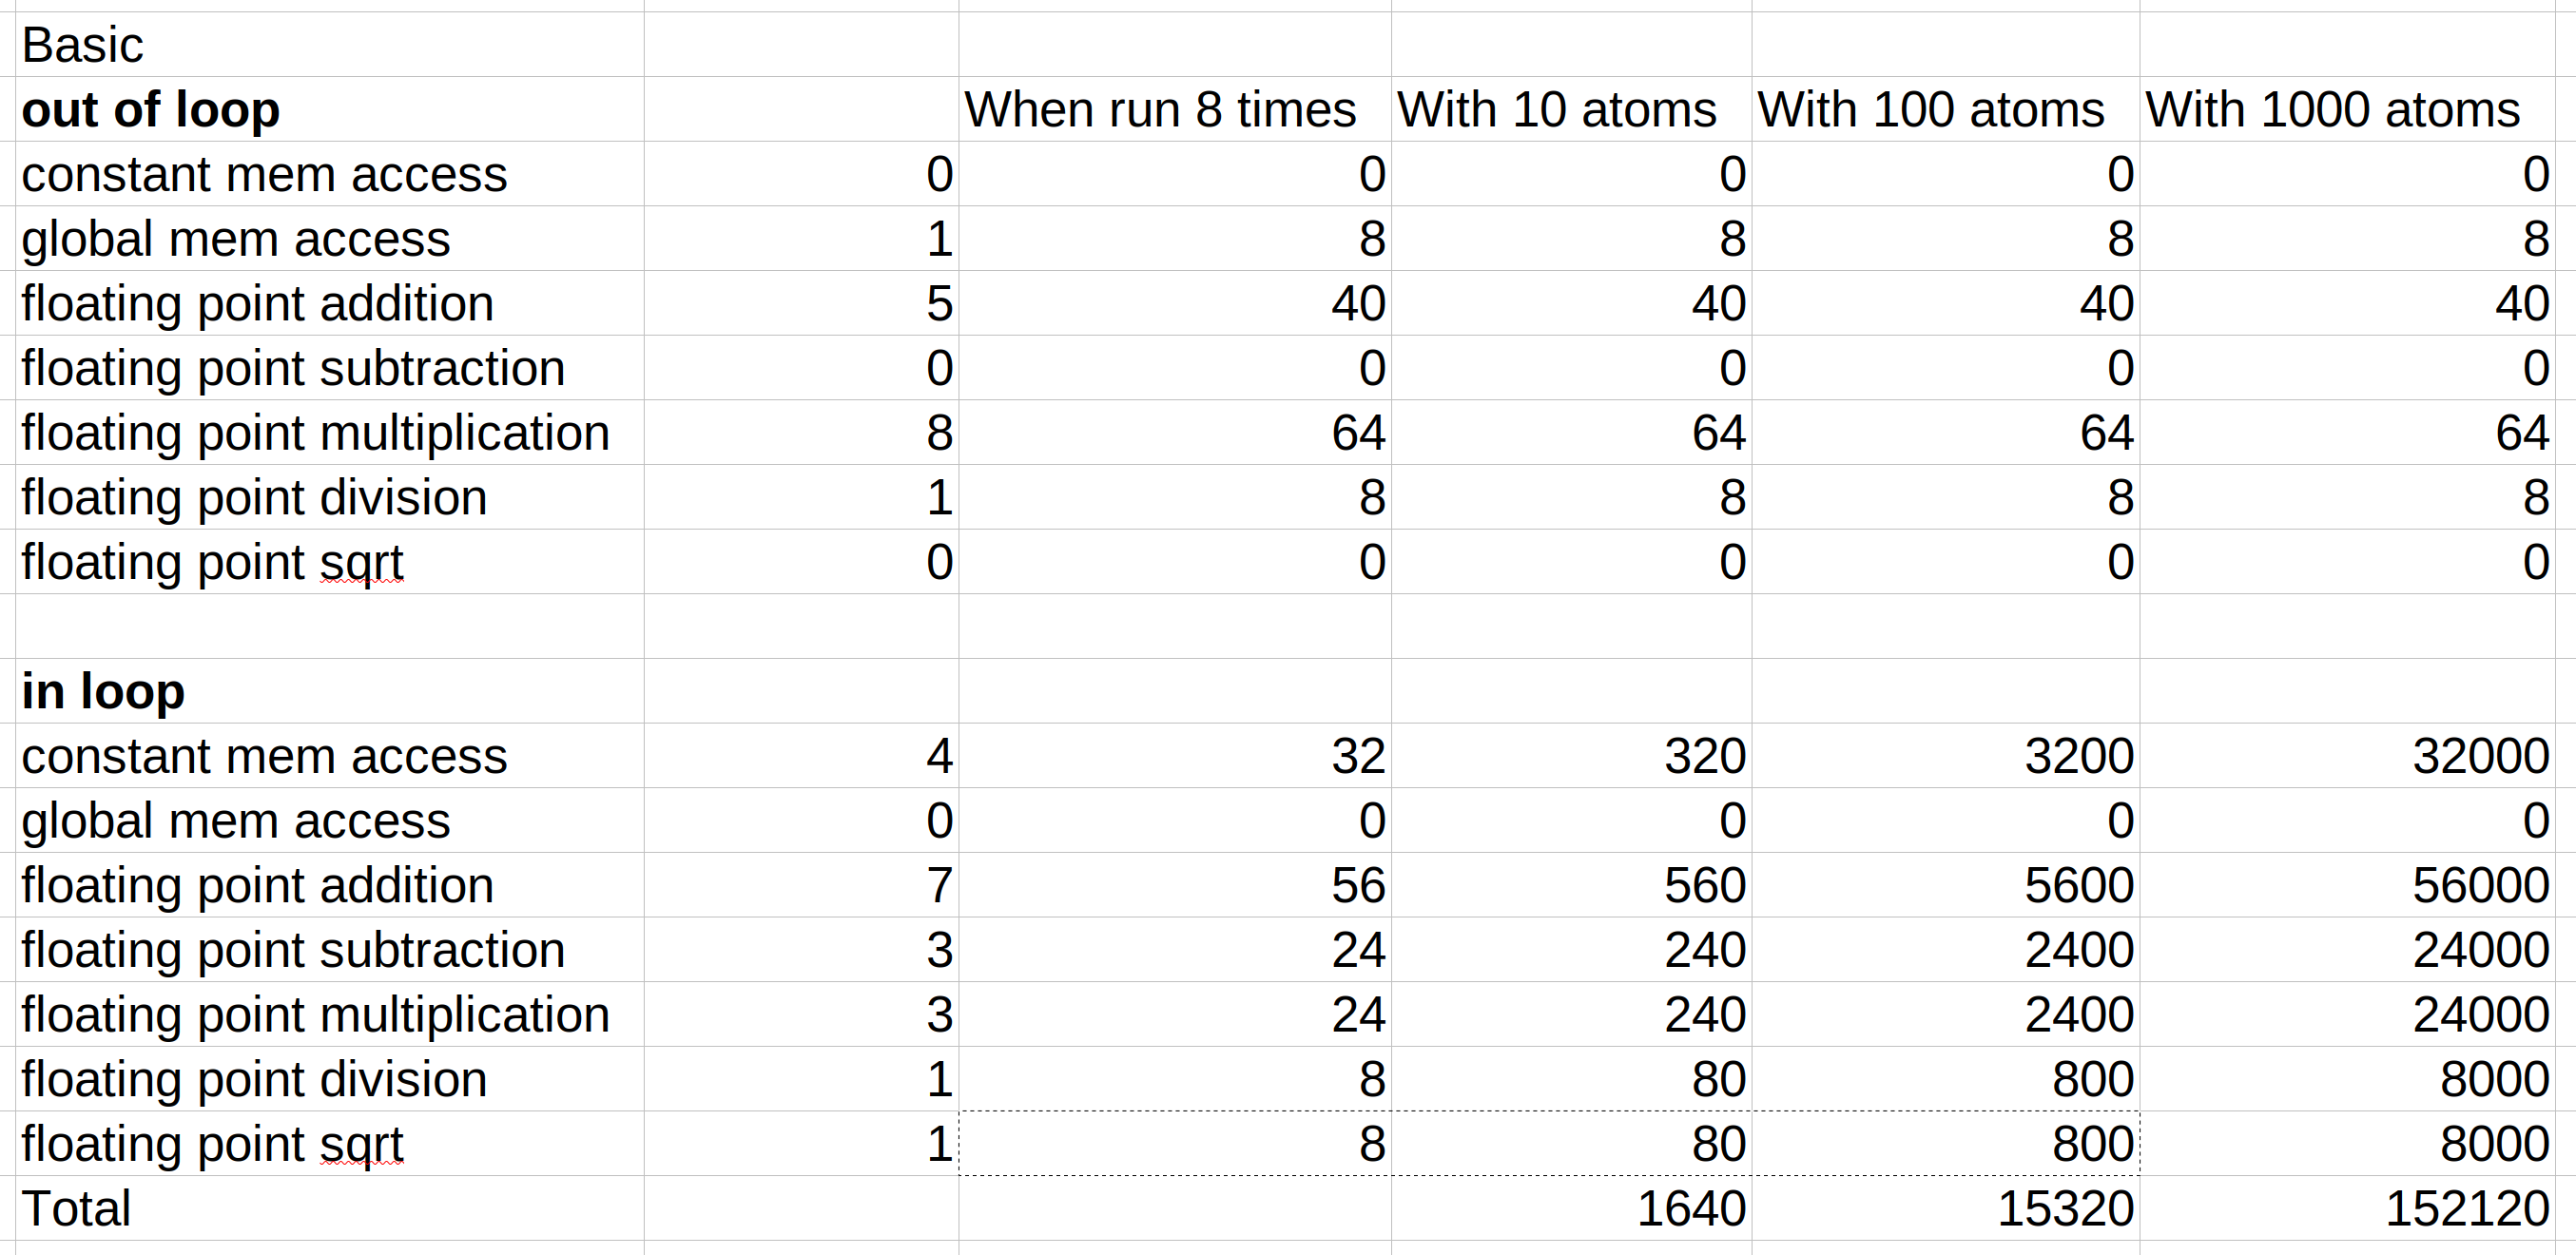 Basic
out of loop When run 8 times With 10 atoms With 100 atoms With 1000 atoms
constant mem access 0 0 0 0 0
global mem access 1 8 8 8 8
floating point addition 5 40 40 40 40
floating point subtraction 0 0 0 0 0
floating point multiplication 8 64 64 64 64
floating point division 1 8 8 8 8
floating point sqrt 0 0 0 0 0
in loop
constant mem access 4 32 320 3200 32000
global mem access 0 0 0 0 0
floating point addition 7 56 560 5600 56000
floating point subtraction 3 24 240 2400 24000
floating point multiplication 3 24 240 2400 24000
floating point division 1 8 80 800 8000
floating point sqrt 1 8 80 800 8000
Total 1640 15320 152120